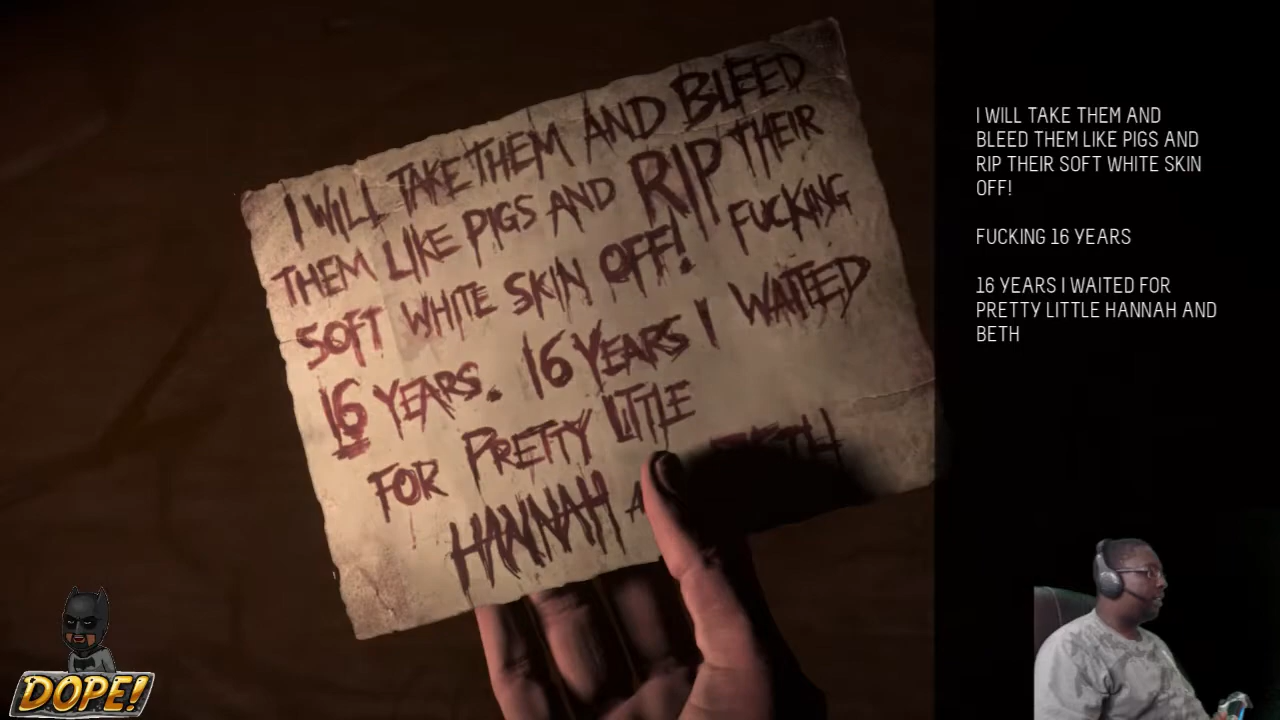 I WILL TAKE THEM AND BLEED
THEM LIKE PIGS AND RIP THEIR
SOFT WHITE SKIN OFF! FUCKING
16 YEARS. 16 YEARS I WAITED
FOR PRETTY LITTLE
HANNAH A BETH
I WILL TAKE THEM AND
BLEED THEM LIKE PIGS AND
RIP THEIR SOFT WHITE SKIN
OFF!
FUCKING 16 YEARS
16 YEARS I WAITED FOR
PRETTY LITTLE HANNAH AND
BETH
DOPE!